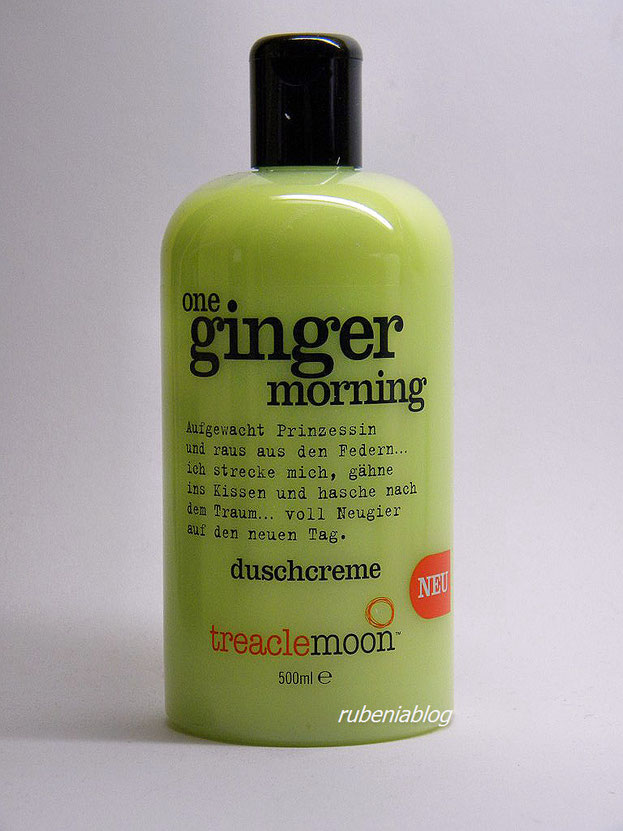 one
ginger
morning
Aufgewacht Prinzessin
und raus aus den Federn...
ich strecke mich, gähne
ins Kissen und hasche nach
dem Traum... voll Neugier
auf den neuen Tag.
duschcreme
NEU
treaclemoon™
500ml ℮
rubeniablog